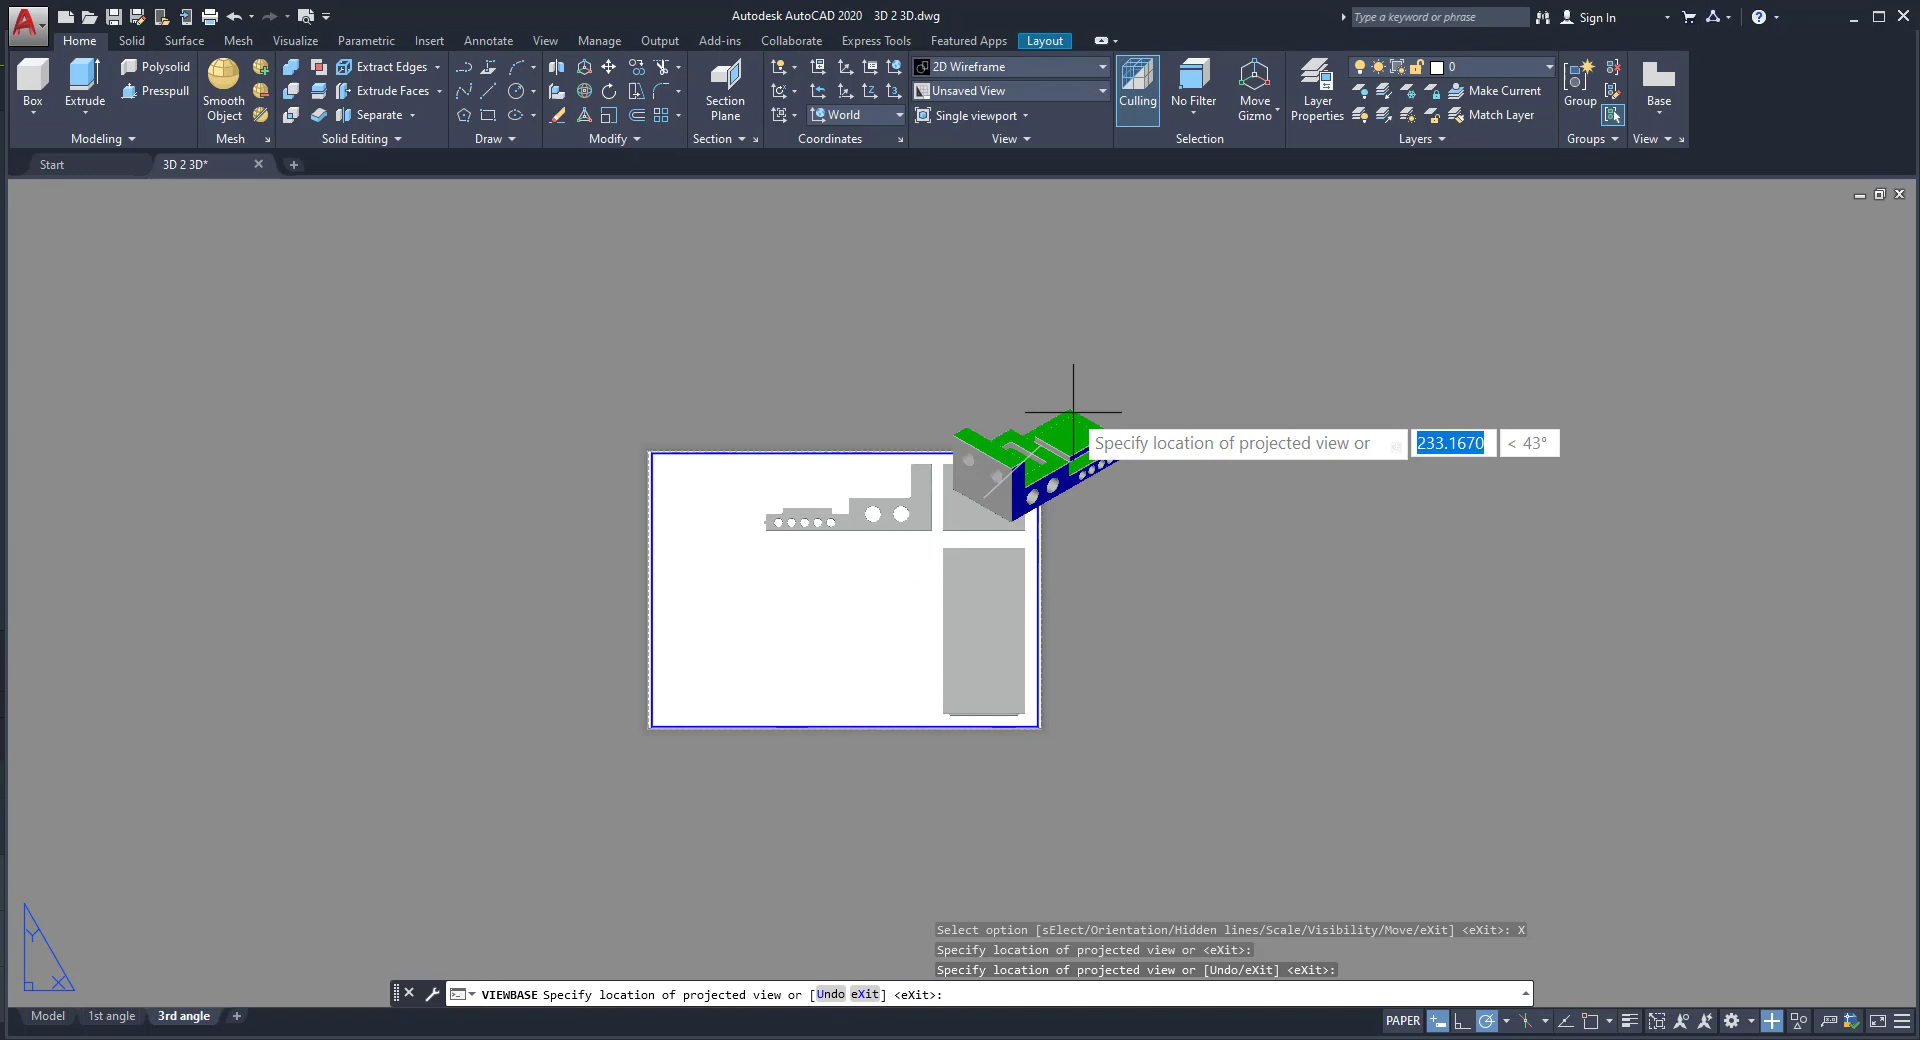 Autodesk AutoCAD 2020 3D 2 3D.dwg
Type a keyword or phrase
Sign In
Home Solid Surface Mesh Visualize Parametric Insert Annotate View Manage Output Add-ins Collaborate Express Tools Featured Apps Layout
Polysolid
Presspull
Box
Extrude
Modeling
Smooth Object
Mesh
Extract Edges
Extrude Faces
Separate
Solid Editing
Draw
Modify
Section Plane
Section
World
Coordinates
2D Wireframe
Unsaved View
Single viewport
View
Culling
No Filter
Move Gizmo
Selection
Layer Properties
0
Make Current
Match Layer
Layers
Group
Groups
Base
View
Start
3D 2 3D*
Specify location of projected view or 233.1670 < 43°
Y
X
Select option [sElect/Orientation/Hidden lines/Scale/Visibility/Move/eXit] <eXit>: X
Specify location of projected view or <eXit>:
Specify location of projected view or [Undo/eXit] <eXit>:
VIEWBASE Specify location of projected view or [Undo eXit] <eXit>:
Model 1st angle 3rd angle
PAPER